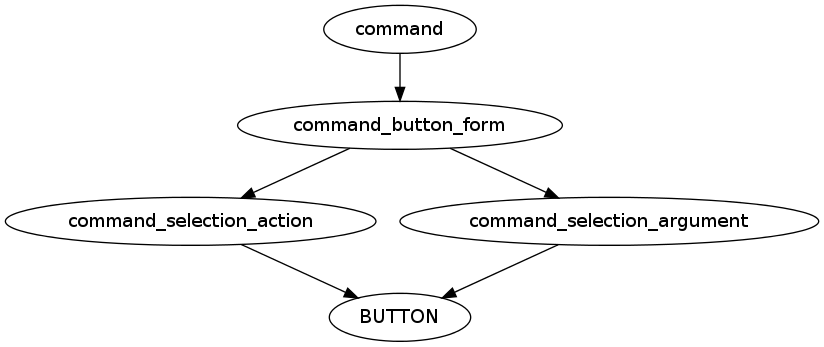 command
command_button_form
command_selection_action
command_selection_argument
BUTTON